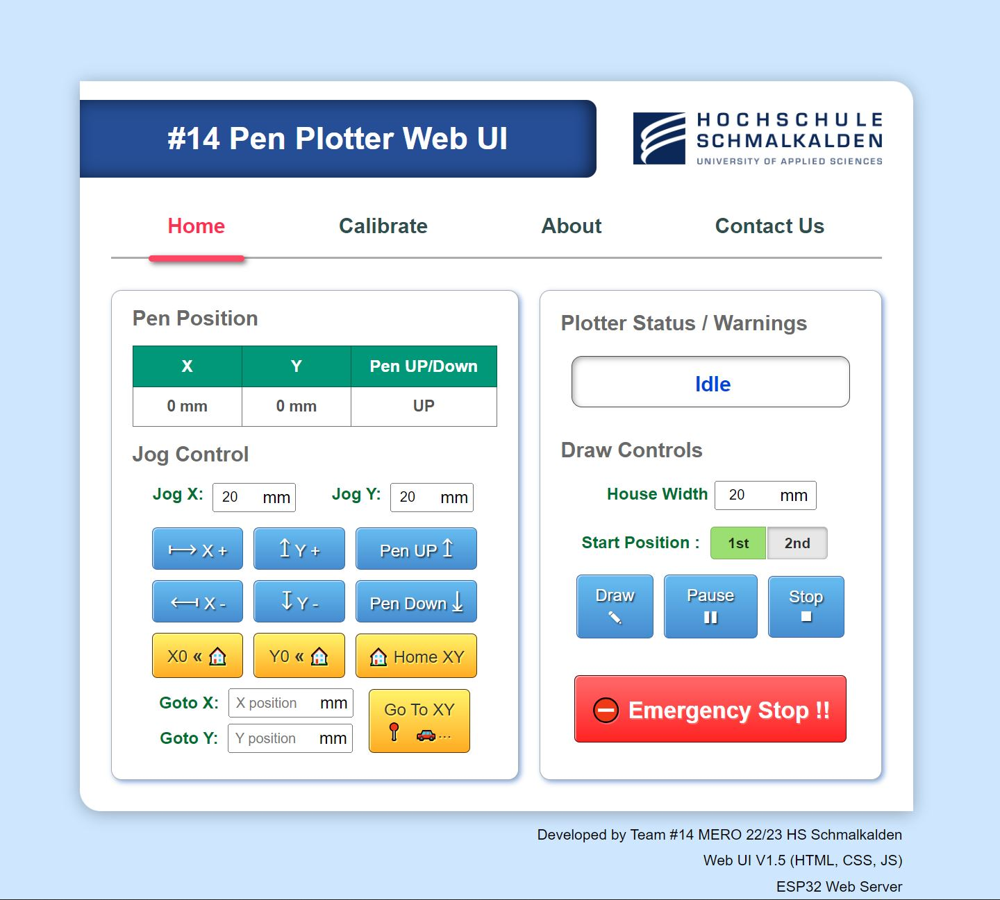 #14 Pen Plotter Web UI
HOCHSCHULE
SCHMALKALDEN
UNIVERSITY OF APPLIED SCIENCES
Home Calibrate About Contact Us
Pen Position
X Y Pen UP/Down
0 mm 0 mm UP
Jog Control
Jog X: 20 mm Jog Y: 20 mm
X + Y + Pen UP
X - Y - Pen Down
X0 « Y0 « Home XY
Goto X: X position mm
Goto Y: Y position mm
Go To XY
...
Plotter Status / Warnings
Idle
Draw Controls
House Width 20 mm
Start Position : 1st 2nd
Draw Pause Stop
Emergency Stop !!
Developed by Team #14 MERO 22/23 HS Schmalkalden
Web UI V1.5 (HTML, CSS, JS)
ESP32 Web Server